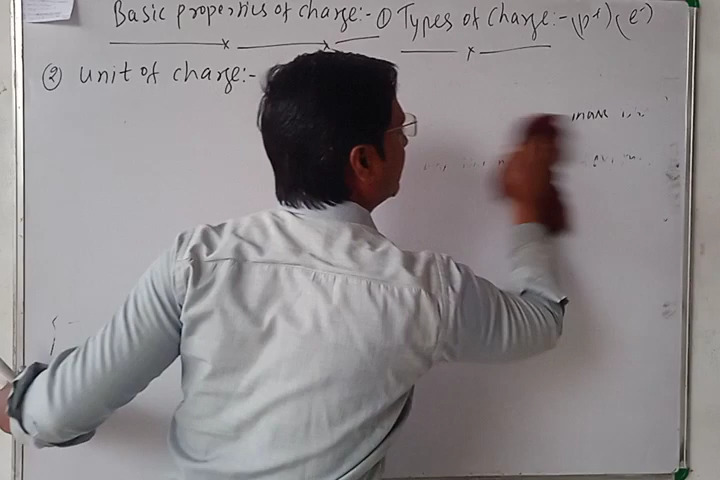 Basic properties of charge:- ① Types of Charge:- (p⁺) (e⁻)
② unit of charge:-